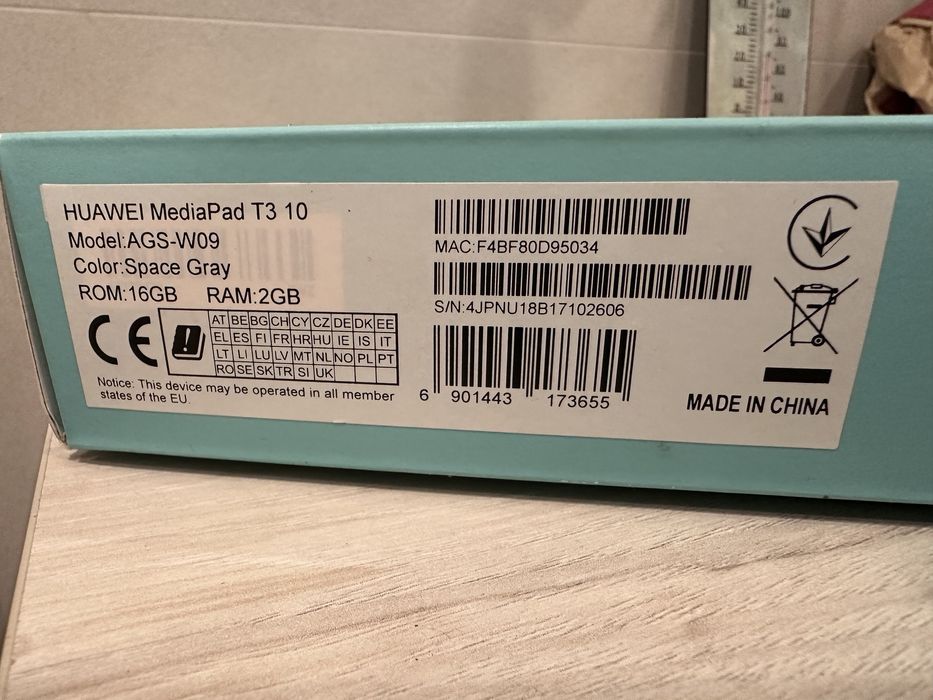 HUAWEI MediaPad T3 10
Model:AGS-W09
Color:Space Gray
ROM:16GB RAM:2GB
CE
AT BE BG CH CY CZ DE DK EE
EL ES FI FR HR HU IE IS IT
LT LI LU LV MT NL NO PL PT
RO SE SK TR SI UK
Notice: This device may be operated in all member
states of the EU.
MAC:F4BF80D95034
S/N:4JPNU18B17102606
6 901443 173655
MADE IN CHINA